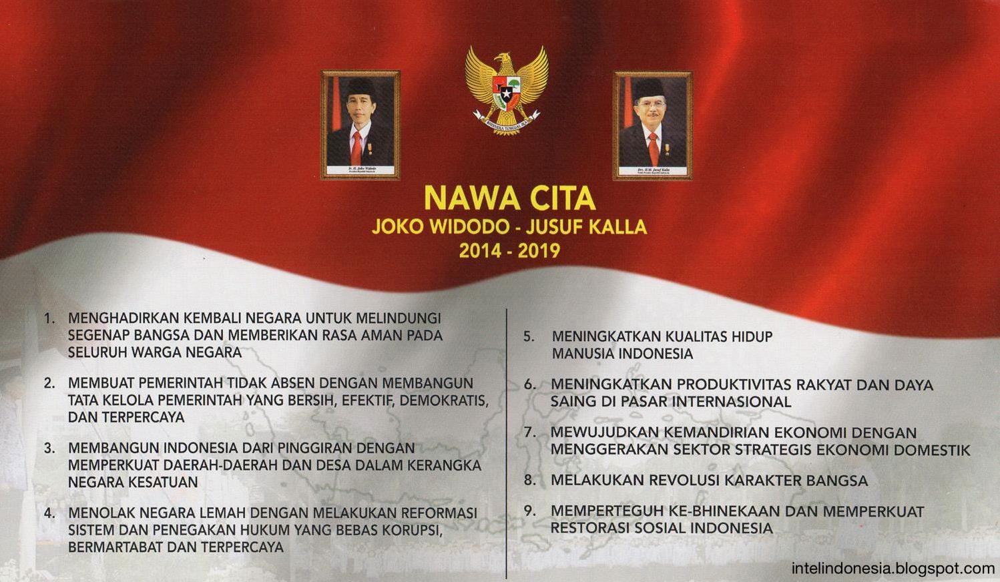 BHINNEKA TUNGGAL IKA
Ir. H. Joko Widodo
Presiden Republik Indonesia
Drs. H.M. Jusuf Kalla
Wakil Presiden Republik Indonesia
NAWA CITA
JOKO WIDODO - JUSUF KALLA
2014 - 2019
1. MENGHADIRKAN KEMBALI NEGARA UNTUK MELINDUNGI
SEGENAP BANGSA DAN MEMBERIKAN RASA AMAN PADA
SELURUH WARGA NEGARA
2. MEMBUAT PEMERINTAH TIDAK ABSEN DENGAN MEMBANGUN
TATA KELOLA PEMERINTAH YANG BERSIH, EFEKTIF, DEMOKRATIS,
DAN TERPERCAYA
3. MEMBANGUN INDONESIA DARI PINGGIRAN DENGAN
MEMPERKUAT DAERAH-DAERAH DAN DESA DALAM KERANGKA
NEGARA KESATUAN
4. MENOLAK NEGARA LEMAH DENGAN MELAKUKAN REFORMASI
SISTEM DAN PENEGAKAN HUKUM YANG BEBAS KORUPSI,
BERMARTABAT DAN TERPERCAYA
5. MENINGKATKAN KUALITAS HIDUP
MANUSIA INDONESIA
6. MENINGKATKAN PRODUKTIVITAS RAKYAT DAN DAYA
SAING DI PASAR INTERNASIONAL
7. MEWUJUDKAN KEMANDIRIAN EKONOMI DENGAN
MENGGERAKAN SEKTOR STRATEGIS EKONOMI DOMESTIK
8. MELAKUKAN REVOLUSI KARAKTER BANGSA
9. MEMPERTEGUH KE-BHINEKAAN DAN MEMPERKUAT
RESTORASI SOSIAL INDONESIA
intelindonesia.blogspot.com